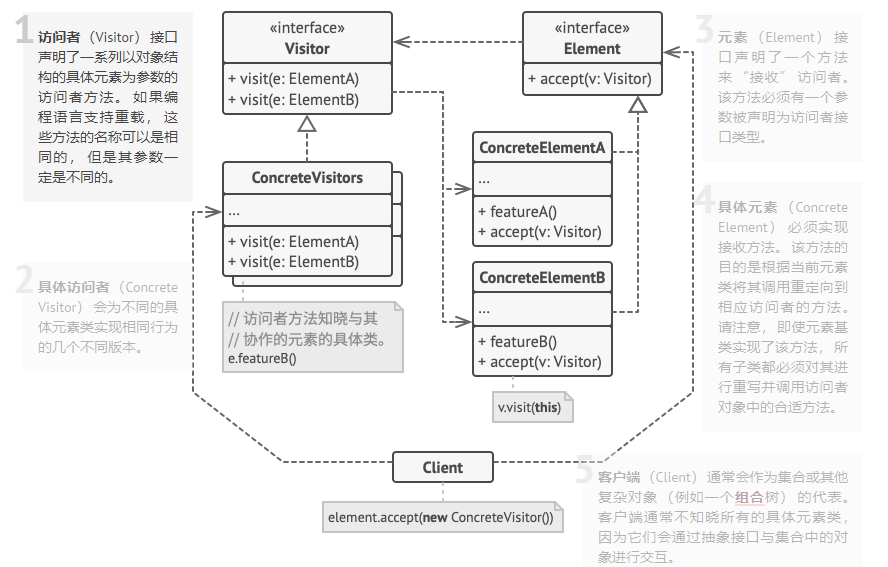 1
访问者 （Visitor） 接口
声明了一系列以对象结
构的具体元素为参数的
访问者方法。 如果编
程语言支持重载， 这
些方法的名称可以是相
同的， 但是其参数一
定是不同的。
«interface»
Visitor
+ visit(e: ElementA)
+ visit(e: ElementB)
«interface»
Element
+ accept(v: Visitor)
3
元素 （Element） 接
口声明了一个方法
来 “接收” 访问者。
该方法必须有一个参
数被声明为访问者接
口类型。
ConcreteVisitors
...
+ visit(e: ElementA)
+ visit(e: ElementB)
ConcreteElementA
...
+ featureA()
+ accept(v: Visitor)
4
具体元素 （Concrete
Element） 必须实现
接收方法。 该方法的
目的是根据当前元素
类将其调用重定向到
相应访问者的方法。
请注意， 即使元素基
类实现了该方法， 所
有子类都必须对其进
行重写并调用访问者
对象中的合适方法。
2
具体访问者 （Concrete
Visitor） 会为不同的具
体元素类实现相同行为
的几个不同版本。
// 访问者方法知晓与其
// 协作的元素的具体类。
e.featureB()
ConcreteElementB
...
+ featureB()
+ accept(v: Visitor)
v.visit(this)
Client
element.accept(new ConcreteVisitor())
5
客户端 （Client） 通常会作为集合或其他
复杂对象 （例如一个组合树） 的代表。
客户端通常不知晓所有的具体元素类，
因为它们会通过抽象接口与集合中的对
象进行交互。